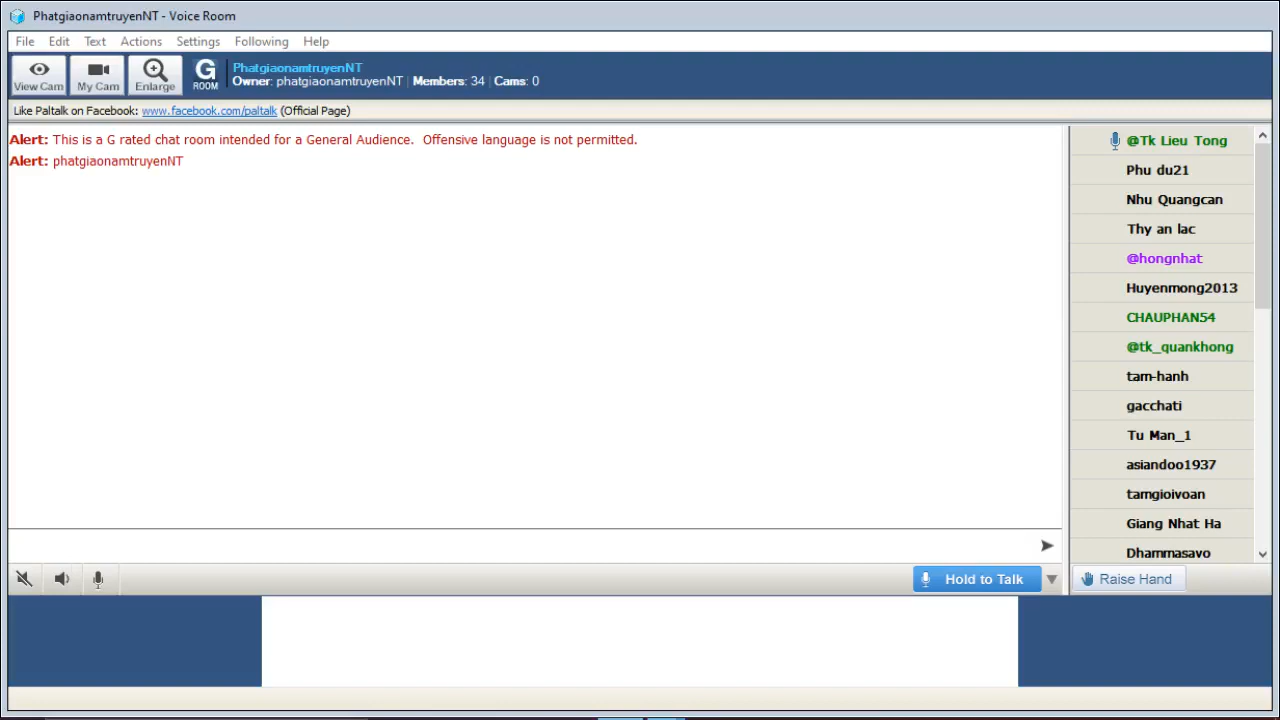 PhatgiaonamtruyenNT - Voice Room
File Edit Text Actions Settings Following Help
View Cam My Cam Enlarge G ROOM
PhatgiaonamtruyenNT
Owner: phatgiaonamtruyenNT | Members: 34 | Cams: 0
Like Paltalk on Facebook: www.facebook.com/paltalk (Official Page)
Alert: This is a G rated chat room intended for a General Audience. Offensive language is not permitted.
Alert: phatgiaonamtruyenNT
@Tk Lieu Tong
Phu du21
Nhu Quangcan
Thy an lac
@hongnhat
Huyenmong2013
CHAUPHAN54
@tk_quankhong
tam-hanh
gacchati
Tu Man_1
asiandoo1937
tamgioivoan
Giang Nhat Ha
Dhammasavo
Hold to Talk
Raise Hand